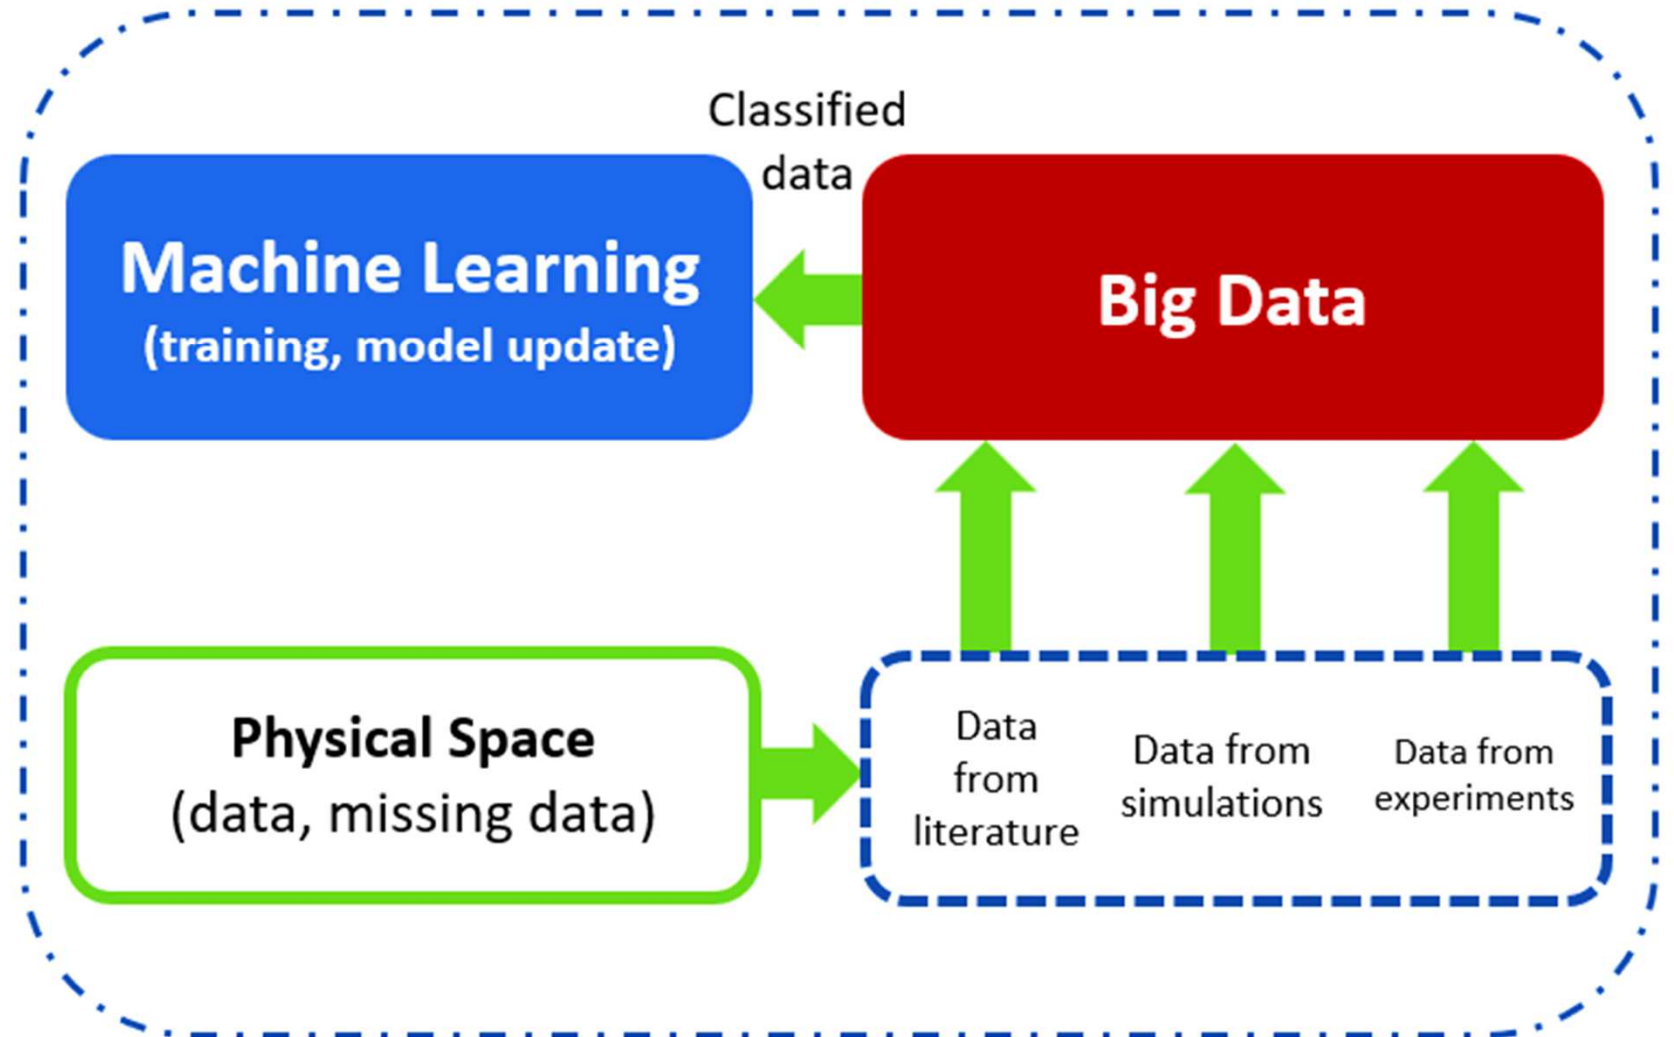 Classified
data
Machine Learning
(training, model update)
Big Data
Physical Space
(data, missing data)
Data
from
literature
Data from
simulations
Data from
experiments